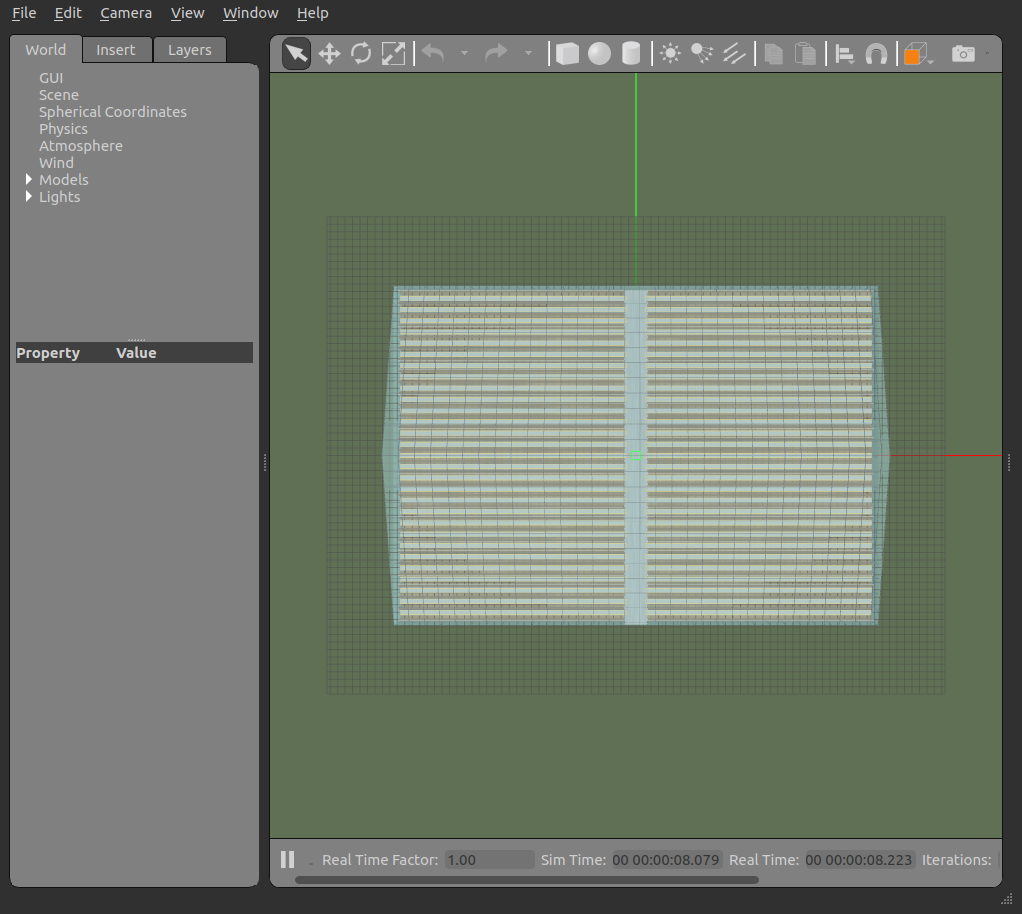 File Edit Camera View Window Help
World Insert Layers
GUI
Scene
Spherical Coordinates
Physics
Atmosphere
Wind
Models
Lights
Property Value
Real Time Factor: 1.00 Sim Time: 00 00:00:08.079 Real Time: 00 00:00:08.223 Iterations: